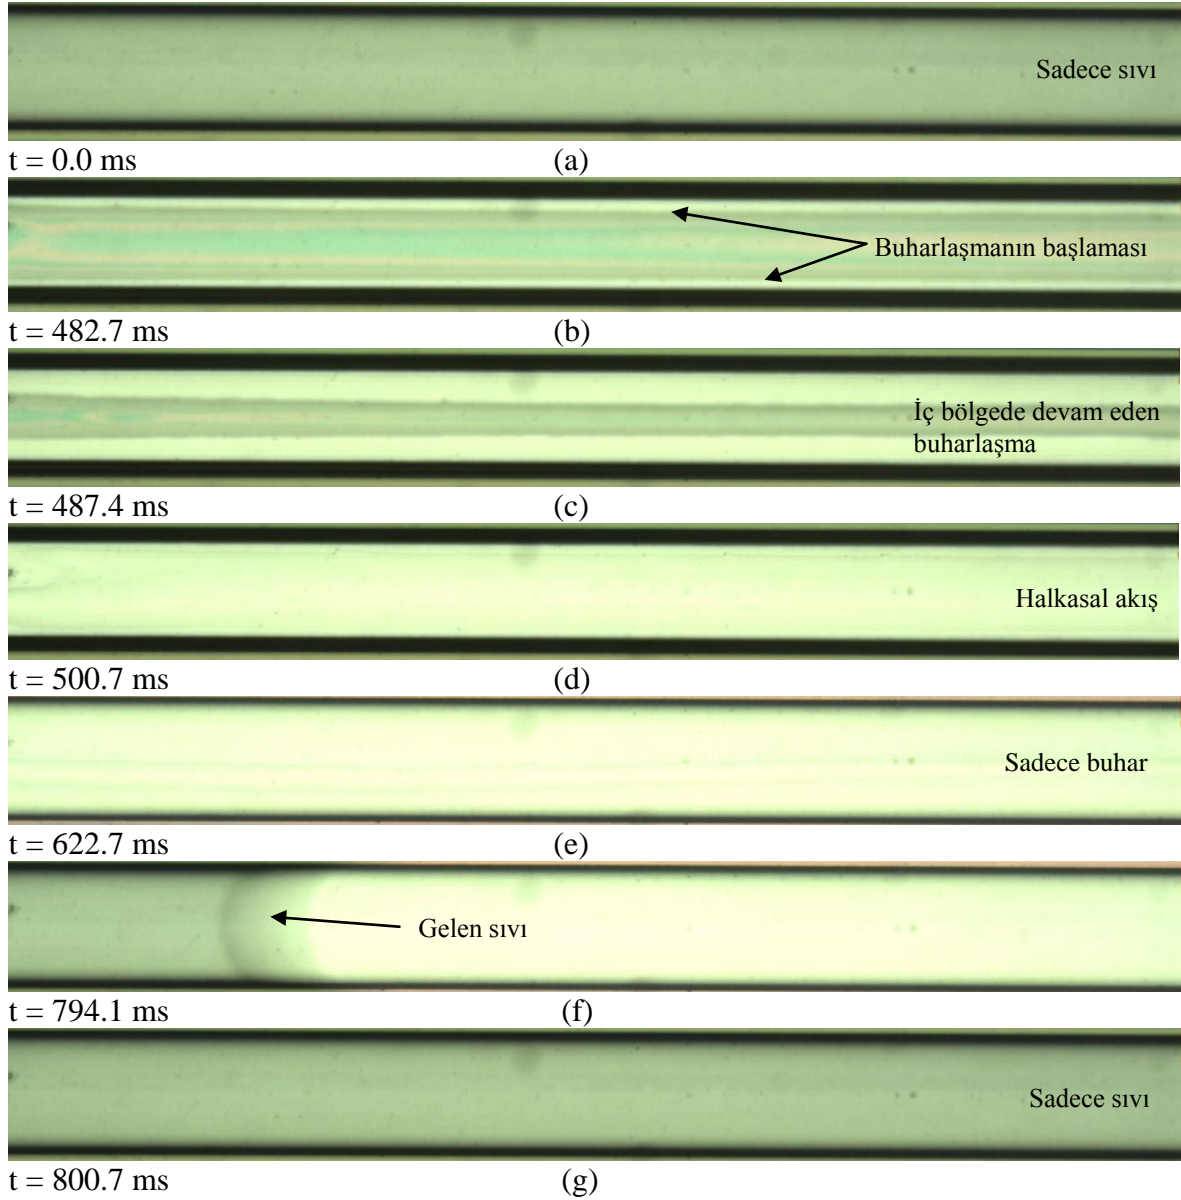 Sadece sıvı
t = 0.0 ms (a)
Buharlaşmanın başlaması
t = 482.7 ms (b)
İç bölgede devam eden
buharlaşma
t = 487.4 ms (c)
Halkasal akış
t = 500.7 ms (d)
Sadece buhar
t = 622.7 ms (e)
Gelen sıvı
t = 794.1 ms (f)
Sadece sıvı
t = 800.7 ms (g)